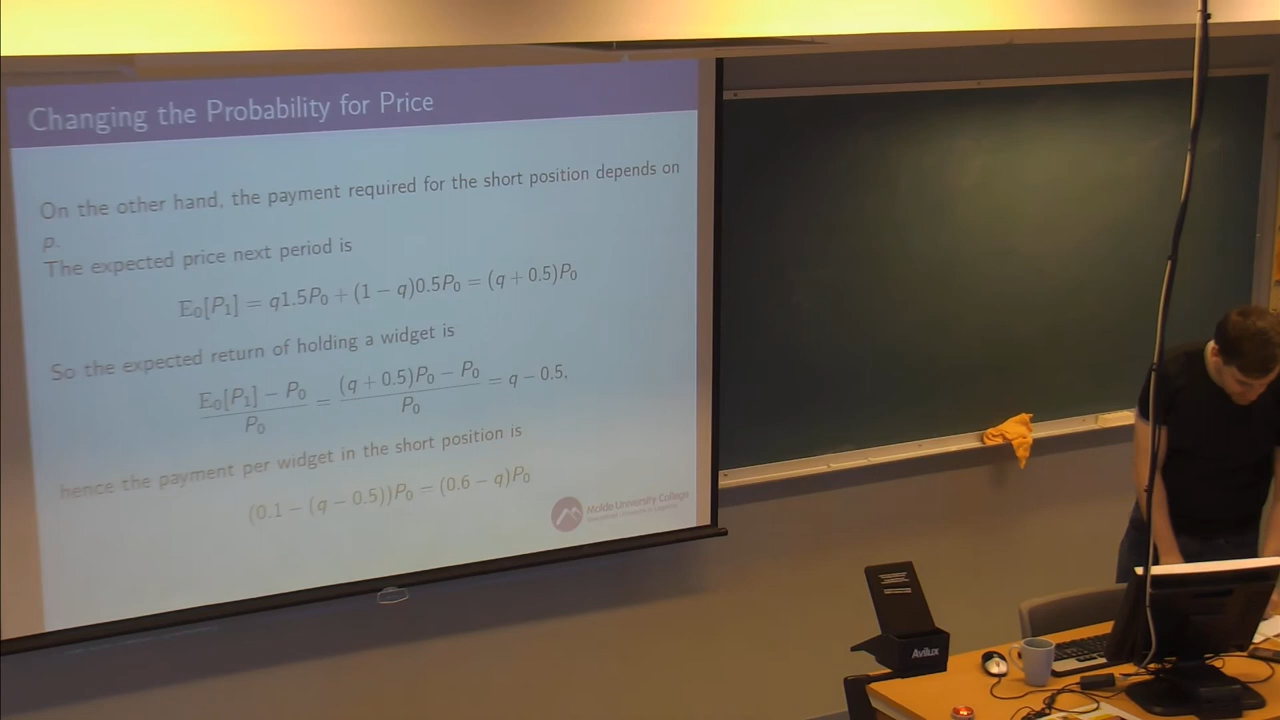 Changing the Probability for Price
On the other hand, the payment required for the short position depends on
p.
The expected price next period is
E₀[P₁] = q1.5P₀ + (1 − q)0.5P₀ = (q + 0.5)P₀
So the expected return of holding a widget is
(E₀[P₁] − P₀)/P₀ = ((q + 0.5)P₀ − P₀)/P₀ = q − 0.5,
hence the payment per widget in the short position is
(0.1 − (q − 0.5))P₀ = (0.6 − q)P₀
Molde University College
Avilux